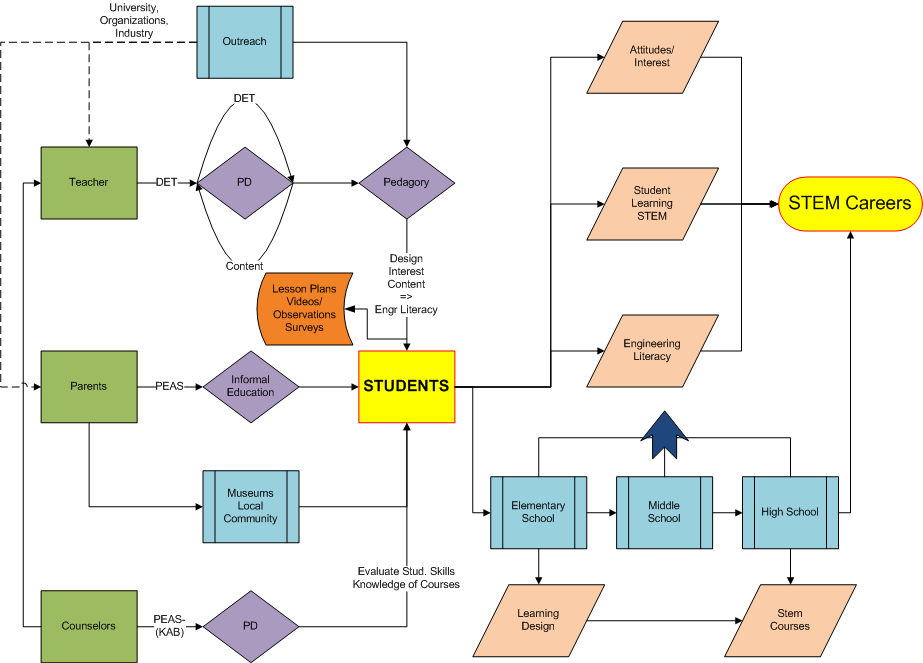 University,
Organizations,
Industry
Outreach
Attitudes/
Interest
DET
Teacher
DET
PD
Pedagory
Student
Learning
STEM
STEM Careers
Content
Design
Interest
Content
=>
Engr Literacy
Lesson Plans
Videos/
Observations
Surveys
Engineering
Literacy
Parents
PEAS
Informal
Education
STUDENTS
Museums
Local
Community
Elementary
School
Middle
School
High School
Evaluate Stud. Skills
Knowledge of Courses
Counselors
PEAS-
(KAB)
PD
Learning
Design
Stem
Courses